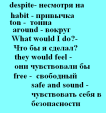 despite- несмотря на
habit - привычка
ton - тонна
around - вокруг
What would I do?-
Что бы я сделал?
they would feel -
они чувствовали бы
free - свободный
safe and sound -
чувствовать себя в
безопасности